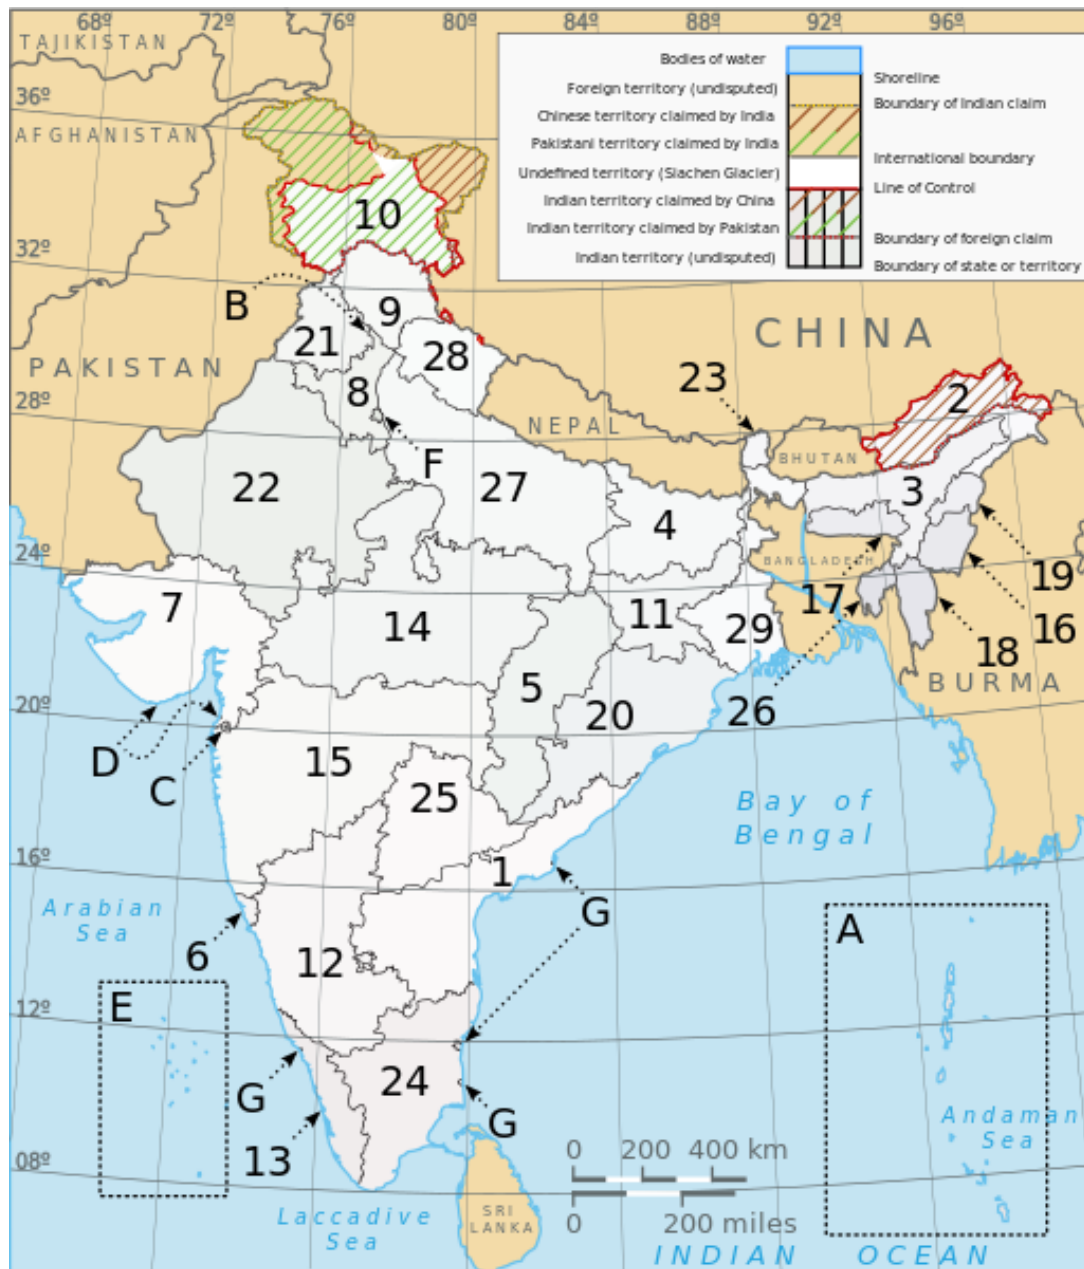 68º 72º 76º 80º 84º 88º 92º 96º
TAJIKISTAN
Bodies of water
Shoreline
Foreign territory (undisputed)
Boundary of Indian claim
Chinese territory claimed by India
Pakistani territory claimed by India
International boundary
Undefined territory (Siachen Glacier)
Line of Control
Indian territory claimed by China
Indian territory claimed by Pakistan
Boundary of foreign claim
Indian territory (undisputed)
Boundary of state or territory
36º
AFGHANISTAN
10
32º
B
9
CHINA
21
28
PAKISTAN
23
8
2
28º
NEPAL
BHUTAN
F
22
27
3
4
24º
BANGLADESH
19
7
17
11
14
29
16
18
5
BURMA
20
26
20º
D
15
C
25
Bay of
Bengal
16º
1
Arabian
Sea
G
A
6
12
E
12º
24
G
G
Andaman
Sea
13
0 200 400 km
08º
SRI
LANKA
Laccadive
Sea
0 200 miles
INDIAN OCEAN